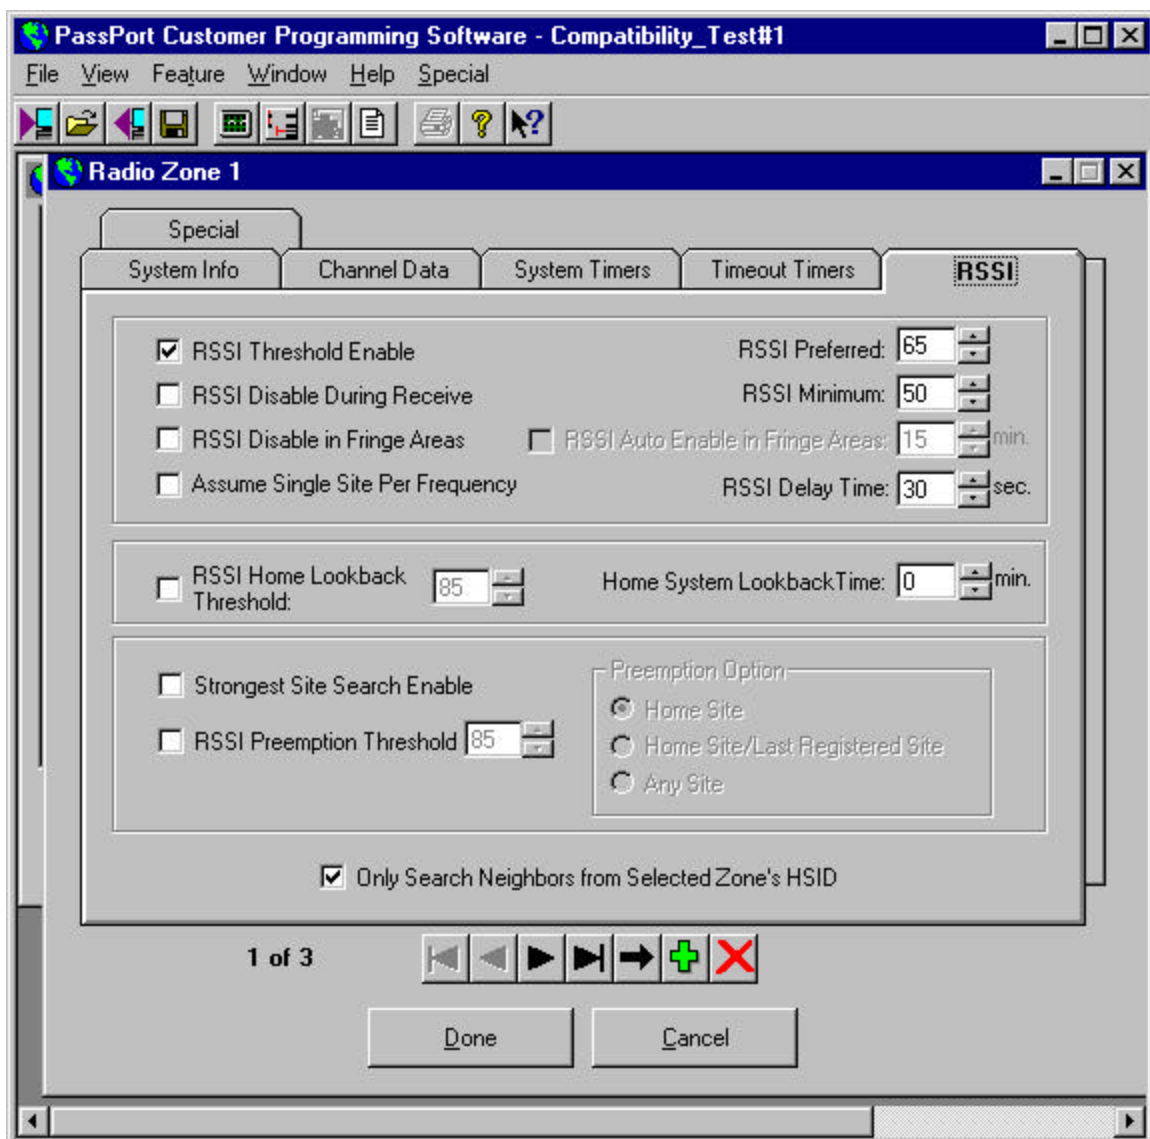 PassPort Customer Programming Software - Compatibility_Test#1
File View Feature Window Help Special
Radio Zone 1
Special
System Info Channel Data System Timers Timeout Timers RSSI
RSSI Threshold Enable RSSI Preferred: 65
RSSI Disable During Receive RSSI Minimum: 50
RSSI Disable in Fringe Areas RSSI Auto Enable in Fringe Areas: 15 min.
Assume Single Site Per Frequency RSSI Delay Time: 30 sec.
RSSI Home Lookback
Threshold: 85 Home System LookbackTime: 0 min.
Preemption Option
Strongest Site Search Enable
Home Site
RSSI Preemption Threshold 85 Home Site/Last Registered Site
Any Site
Only Search Neighbors from Selected Zone's HSID
1 of 3
Done Cancel